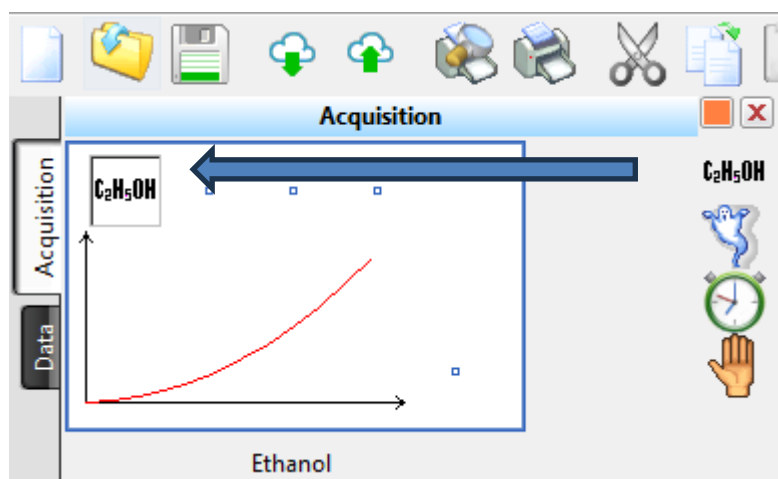 Acquisition
Acquisition
Data
C₂H₅OH
C₂H₅OH
Ethanol